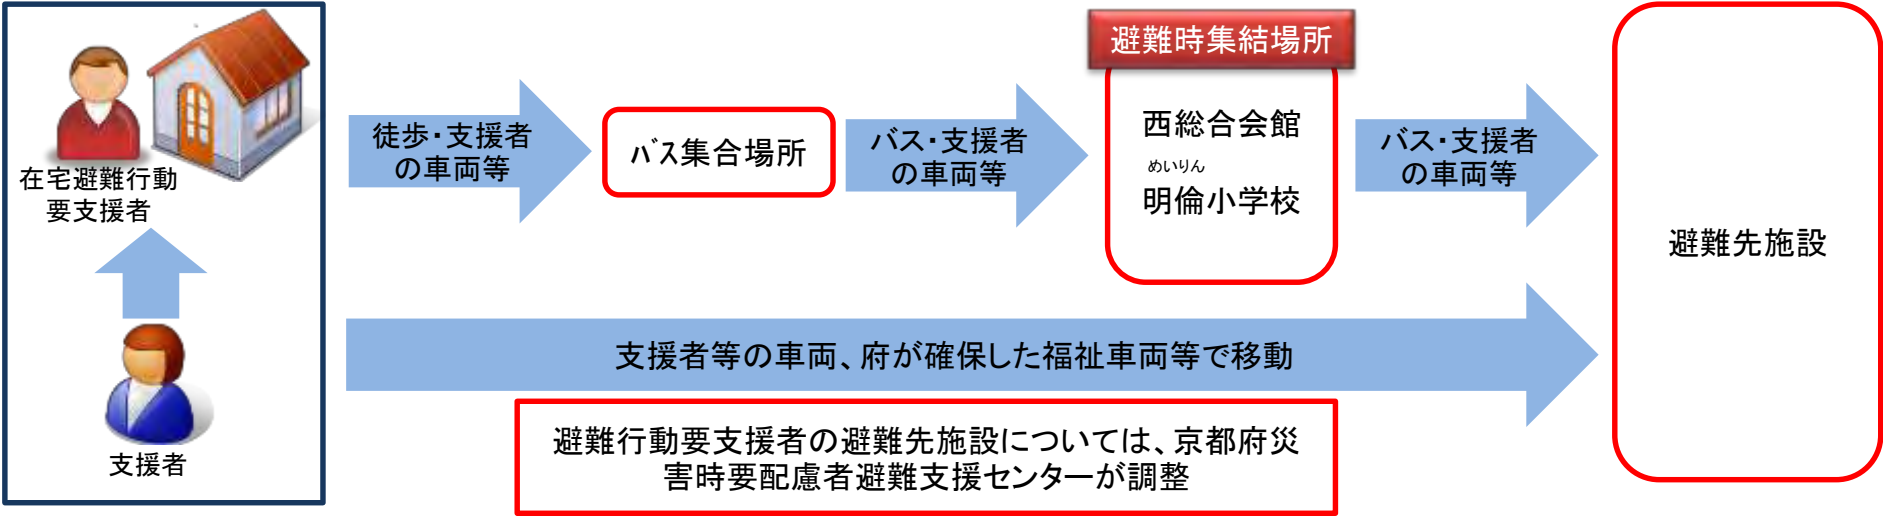 在宅避難行動
要支援者
支援者
徒歩・支援者
の車両等
バス集合場所
バス・支援者
の車両等
避難時集結場所
西総合会館
めいりん
明倫小学校
バス・支援者
の車両等
避難先施設
支援者等の車両、府が確保した福祉車両等で移動
避難行動要支援者の避難先施設については、京都府災
害時要配慮者避難支援センターが調整